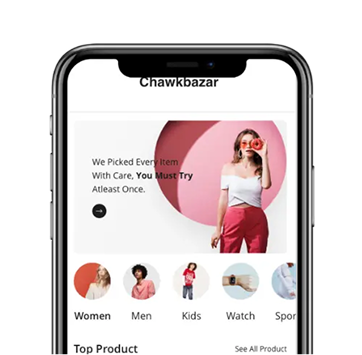 Chawkbazar
We Picked Every Item
With Care, You Must Try
Atleast Once.
Women Men Kids Watch Spor
Top Product See All Product